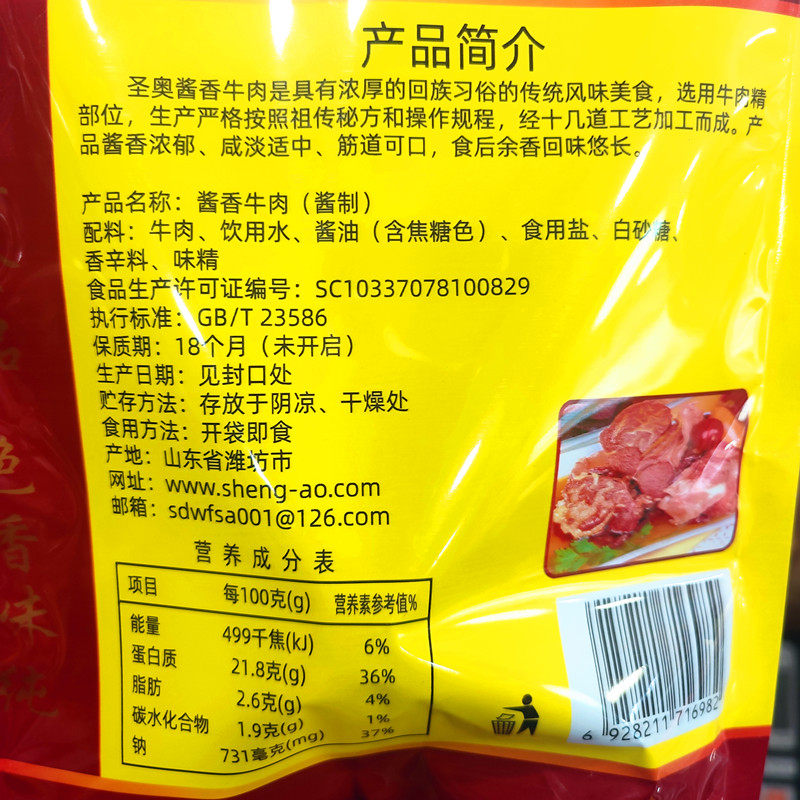 产品简介
圣奥酱香牛肉是具有浓厚的回族习俗的传统风味美食，选用牛肉精
部位，生产严格按照祖传秘方和操作规程，经十几道工艺加工而成。产
品酱香浓郁、咸淡适中、筋道可口，食后余香回味悠长。
产品名称：酱香牛肉（酱制）
配料：牛肉、饮用水、酱油（含焦糖色）、食用盐、白砂糖、
香辛料、味精
食品生产许可证编号：SC10337078100829
执行标准：GB/T 23586
保质期：18个月（未开启）
生产日期：见封口处
贮存方法：存放于阴凉、干燥处
食用方法：开袋即食
产地：山东省潍坊市
网址：www.sheng-ao.com
邮箱：sdwfsa001@126.com
营养成分表
项目 每100克(g) 营养素参考值%
能量 499千焦(kJ) 6%
蛋白质 21.8克(g) 36%
脂肪 2.6克(g) 4%
碳水化合物 1.9克(g) 1%
钠 731毫克(mg) 37%
6 928211 716982
色香味